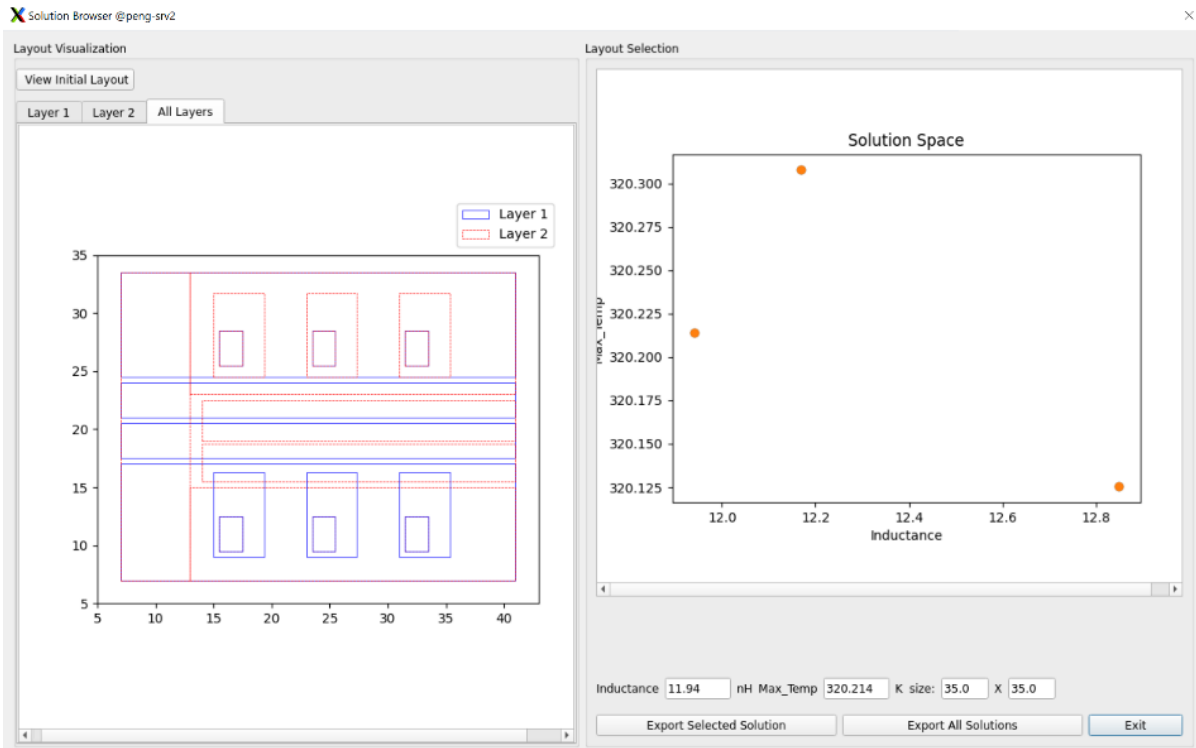 Solution Browser @peng-srv2
Layout Visualization
View Initial Layout
Layer 1 Layer 2 All Layers
Layer 1
Layer 2
35
30
25
20
15
10
5
5 10 15 20 25 30 35 40
Layout Selection
Solution Space
320.300
320.275
320.250
320.225
320.200
320.175
320.150
320.125
Max_Temp
12.0 12.2 12.4 12.6 12.8
Inductance
Inductance 11.94 nH Max_Temp 320.214 K size: 35.0 X 35.0
Export Selected Solution Export All Solutions Exit